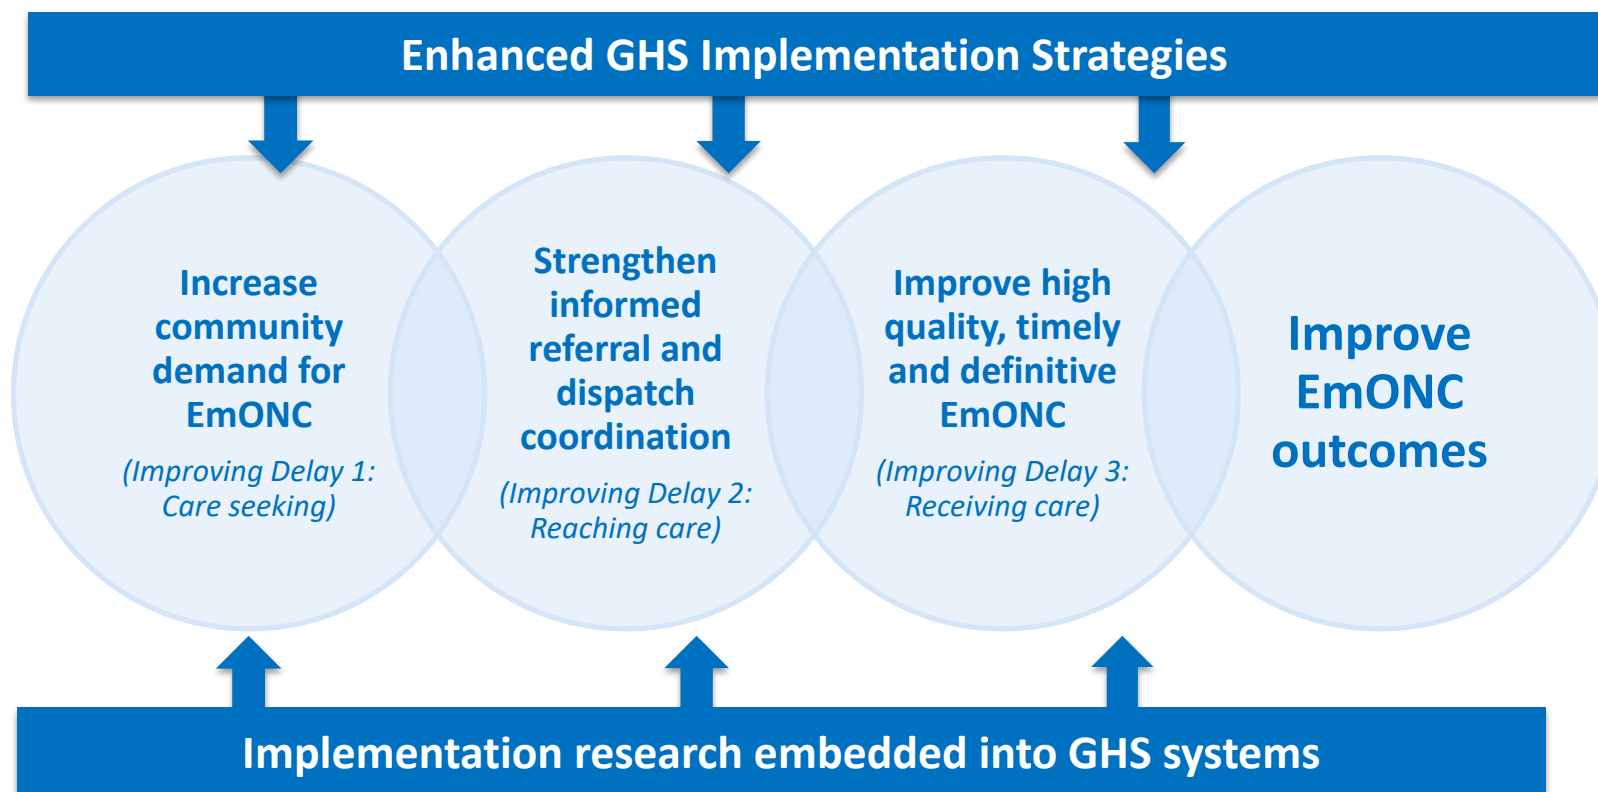 Enhanced GHS Implementation Strategies
Increase
community
demand for
EmONC
(Improving Delay 1:
Care seeking)
Strengthen
informed
referral and
dispatch
coordination
(Improving Delay 2:
Reaching care)
Improve high
quality, timely
and definitive
EmONC
(Improving Delay 3:
Receiving care)
Improve
EmONC
outcomes
Implementation research embedded into GHS systems